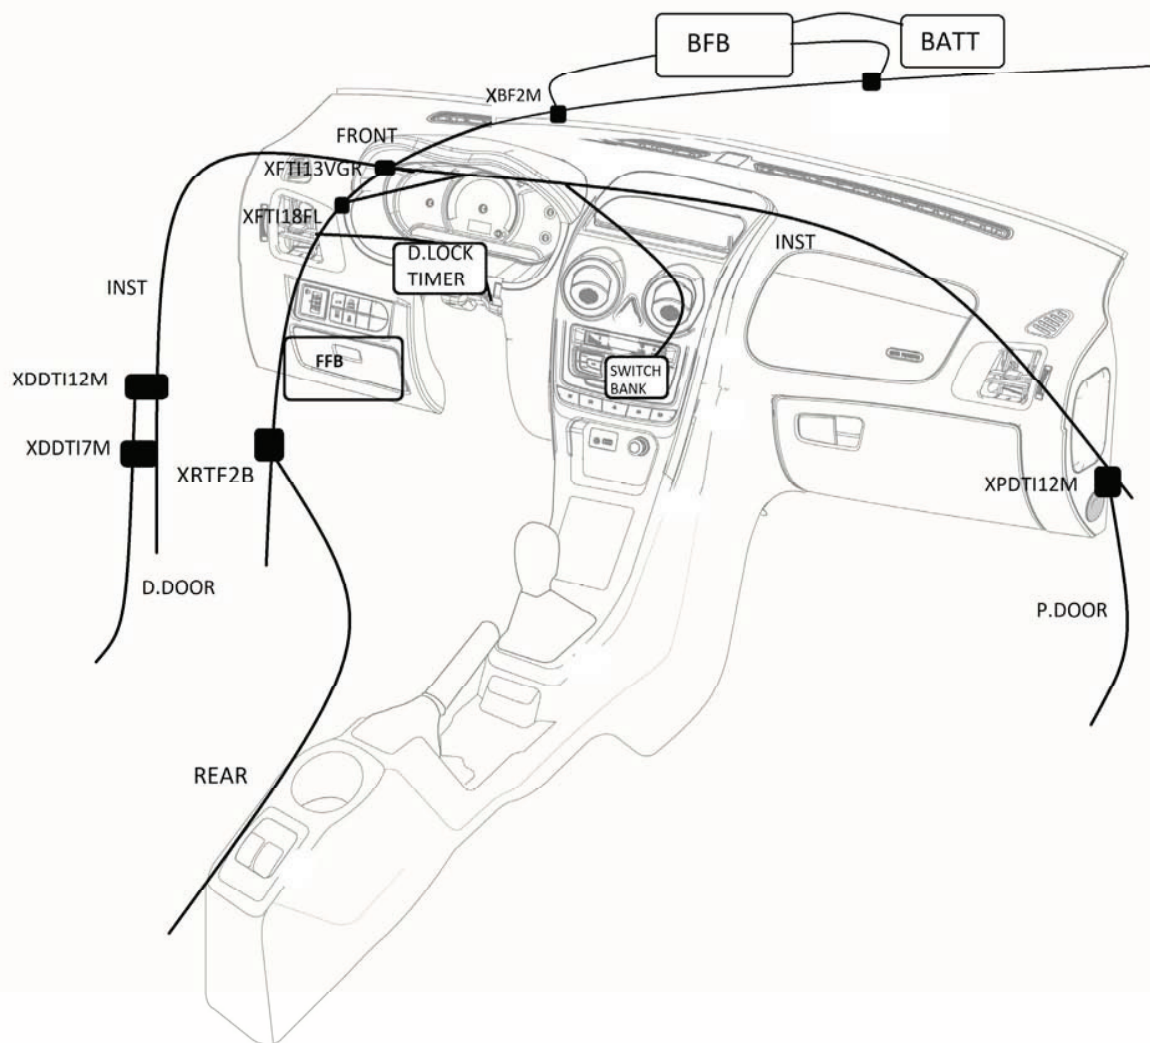 BFB
BATT
XBF2M
FRONT
XFTI13VGR
XFTI18FL
D.LOCK
TIMER
INST
INST
FFB
SWITCH
BANK
XDDTI12M
XDDTI7M
XRTF2B
XPDTI12M
D.DOOR
P.DOOR
REAR